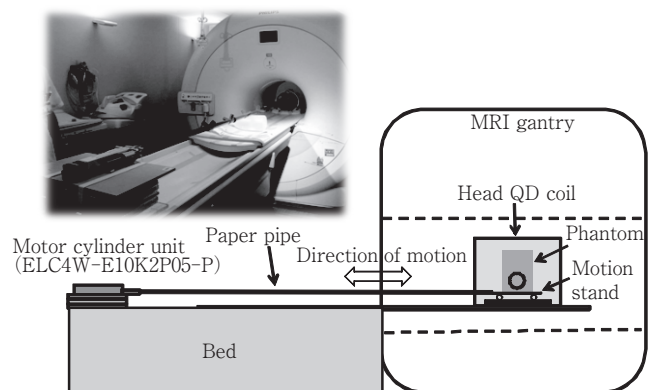 MRI gantry
Head QD coil
Phantom
Motion
stand
Paper pipe
Direction of motion
Motor cylinder unit
(ELC4W-E10K2P05-P)
Bed